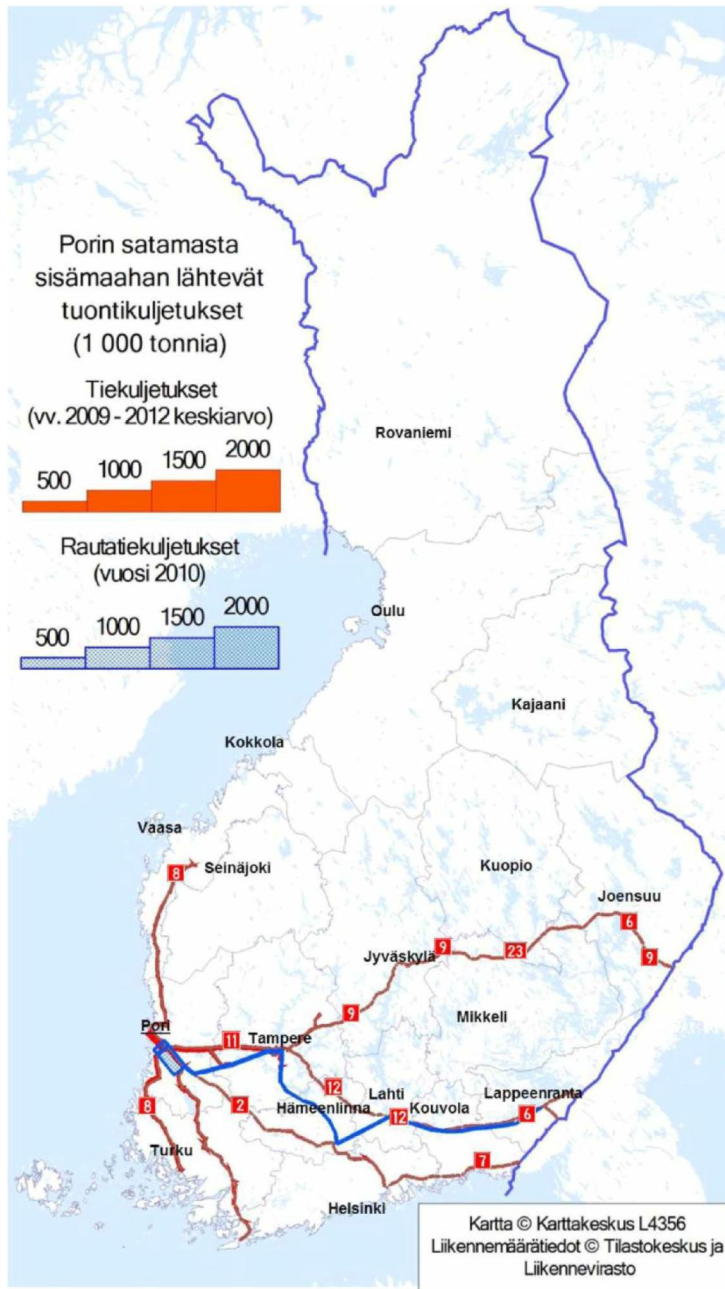 Porin satamasta
sisämaahan lähtevät
tuontikuljetukset
(1 000 tonnia)
Tiekuljetukset
(vv. 2009 - 2012 keskiarvo)
500 1000 1500 2000
Rautatiekuljetukset
(vuosi 2010)
500 1000 1500 2000
Rovaniemi
Oulu
Kajaani
Kokkola
Vaasa
8 Seinäjoki
Kuopio
Joensuu
6
Jyväskylä 9 23
9
9
Mikkeli
Pori
11 Tampere
12
Lahti Lappeenranta
8 2 Hämeenlinna 12 Kouvola 6
Turku
7
Helsinki
Kartta © Karttakeskus L4356
Liikennemäärätiedot © Tilastokeskus ja
Liikennevirasto